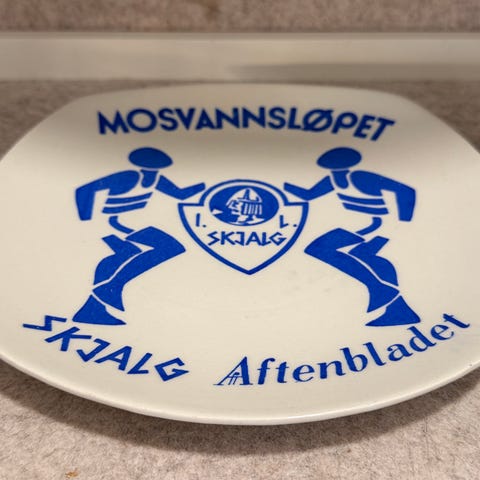 MOSVANNSLØPET
I. L.
SKJALG
SKJALG Aftenbladet